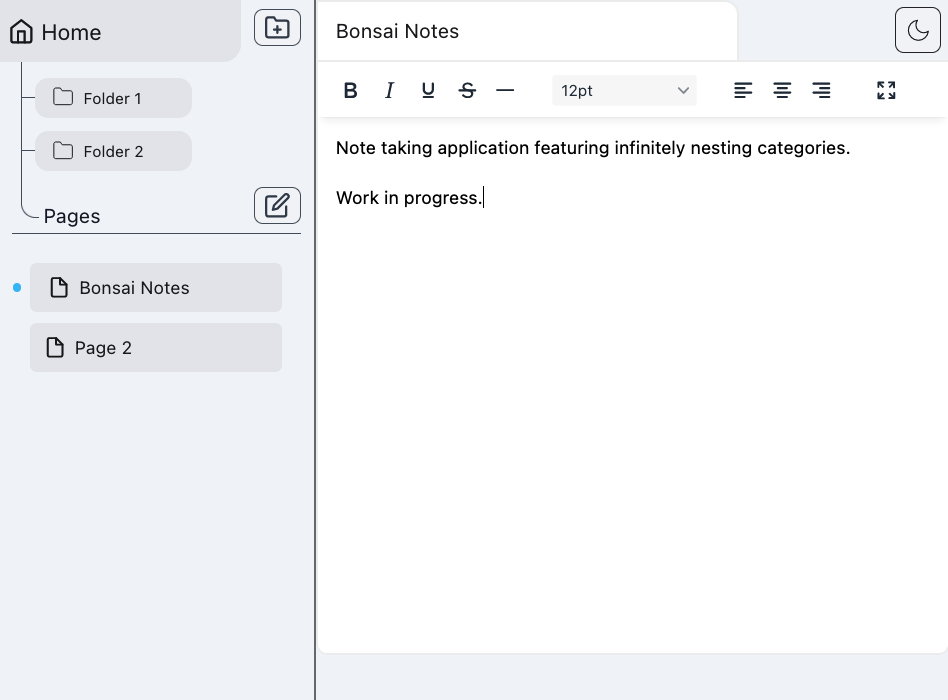 Home
Folder 1
Folder 2
Pages
Bonsai Notes
Page 2
Bonsai Notes
B I U S
12pt
Note taking application featuring infinitely nesting categories.
Work in progress.